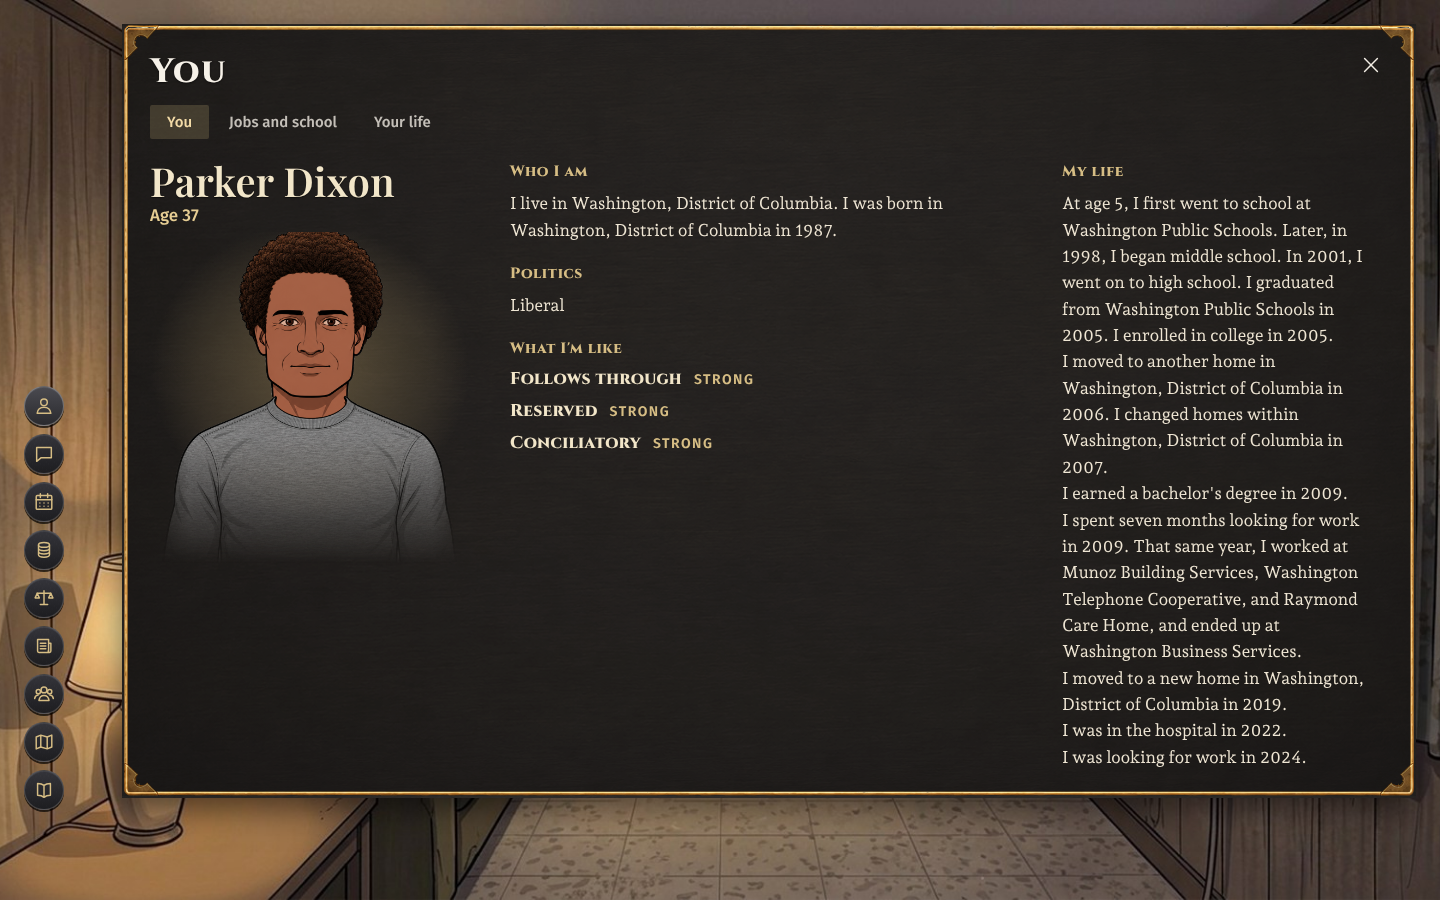 You
You
Jobs and school
Your life
Parker Dixon
Age 37
Who I am
I live in Washington, District of Columbia. I was born in
Washington, District of Columbia in 1987.
Politics
Liberal
What I'm like
Follows through STRONG
Reserved STRONG
Conciliatory STRONG
My life
At age 5, I first went to school at
Washington Public Schools. Later, in
1998, I began middle school. In 2001, I
went on to high school. I graduated
from Washington Public Schools in
2005. I enrolled in college in 2005.
I moved to another home in
Washington, District of Columbia in
2006. I changed homes within
Washington, District of Columbia in
2007.
I earned a bachelor's degree in 2009.
I spent seven months looking for work
in 2009. That same year, I worked at
Munoz Building Services, Washington
Telephone Cooperative, and Raymond
Care Home, and ended up at
Washington Business Services.
I moved to a new home in Washington,
District of Columbia in 2019.
I was in the hospital in 2022.
I was looking for work in 2024.